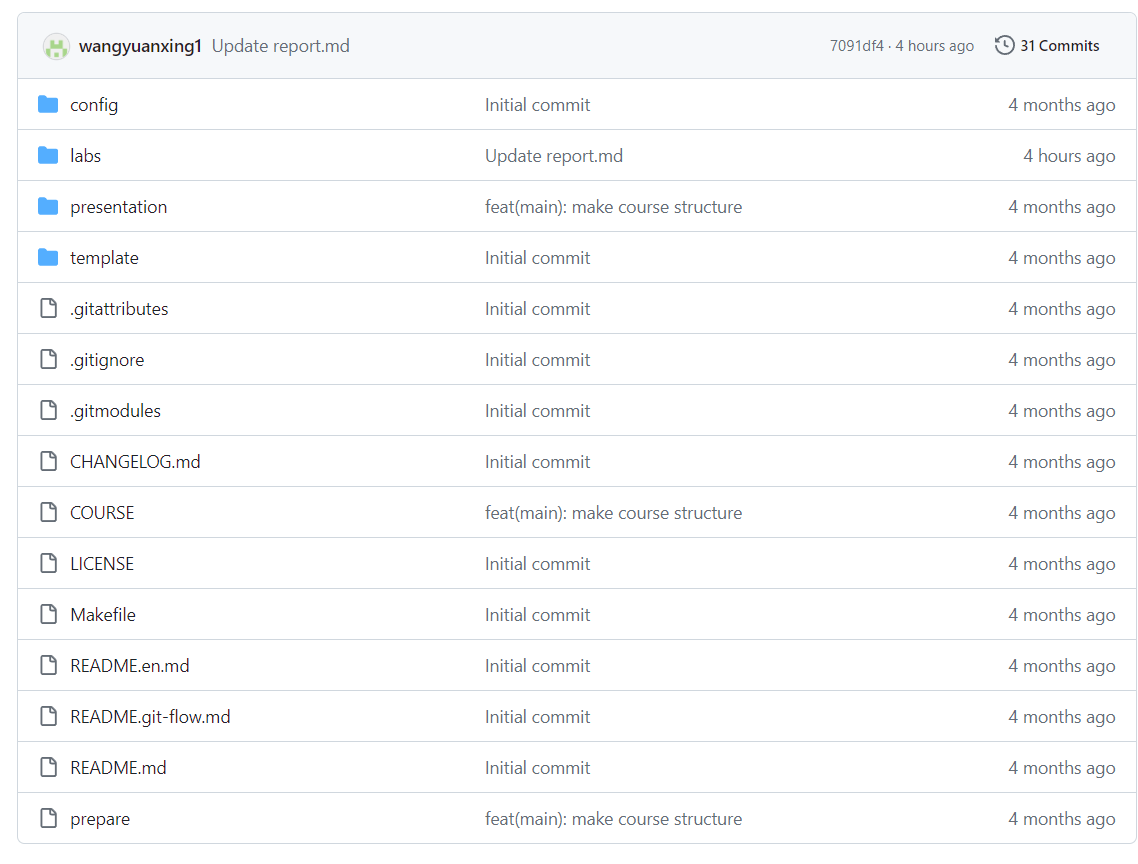 wangyuanxing1 Update report.md 7091df4 · 4 hours ago 31 Commits
config Initial commit 4 months ago
labs Update report.md 4 hours ago
presentation feat(main): make course structure 4 months ago
template Initial commit 4 months ago
.gitattributes Initial commit 4 months ago
.gitignore Initial commit 4 months ago
.gitmodules Initial commit 4 months ago
CHANGELOG.md Initial commit 4 months ago
COURSE feat(main): make course structure 4 months ago
LICENSE Initial commit 4 months ago
Makefile Initial commit 4 months ago
README.en.md Initial commit 4 months ago
README.git-flow.md Initial commit 4 months ago
README.md Initial commit 4 months ago
prepare feat(main): make course structure 4 months ago